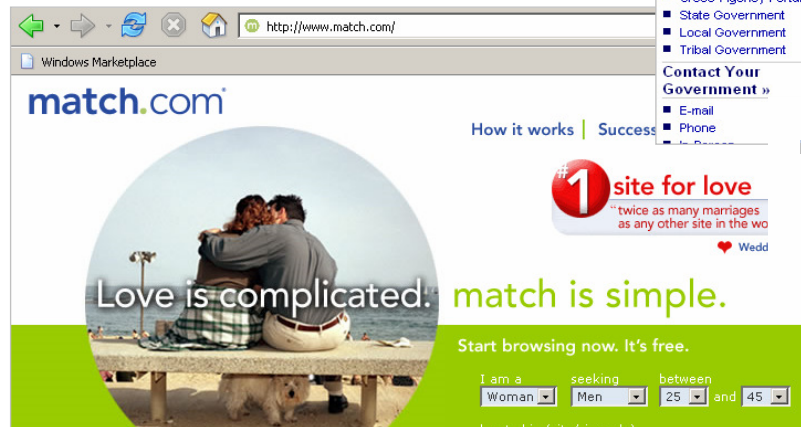 http://www.match.com/
Windows Marketplace
State Government
Local Government
Tribal Government
Contact Your
Government »
E-mail
Phone
match.com
How it works | Success
#1 site for love
"twice as many marriages
as any other site in the wo
Wedd
Love is complicated. match is simple.
Start browsing now. It's free.
I am a seeking between
Woman Men 25 and 45